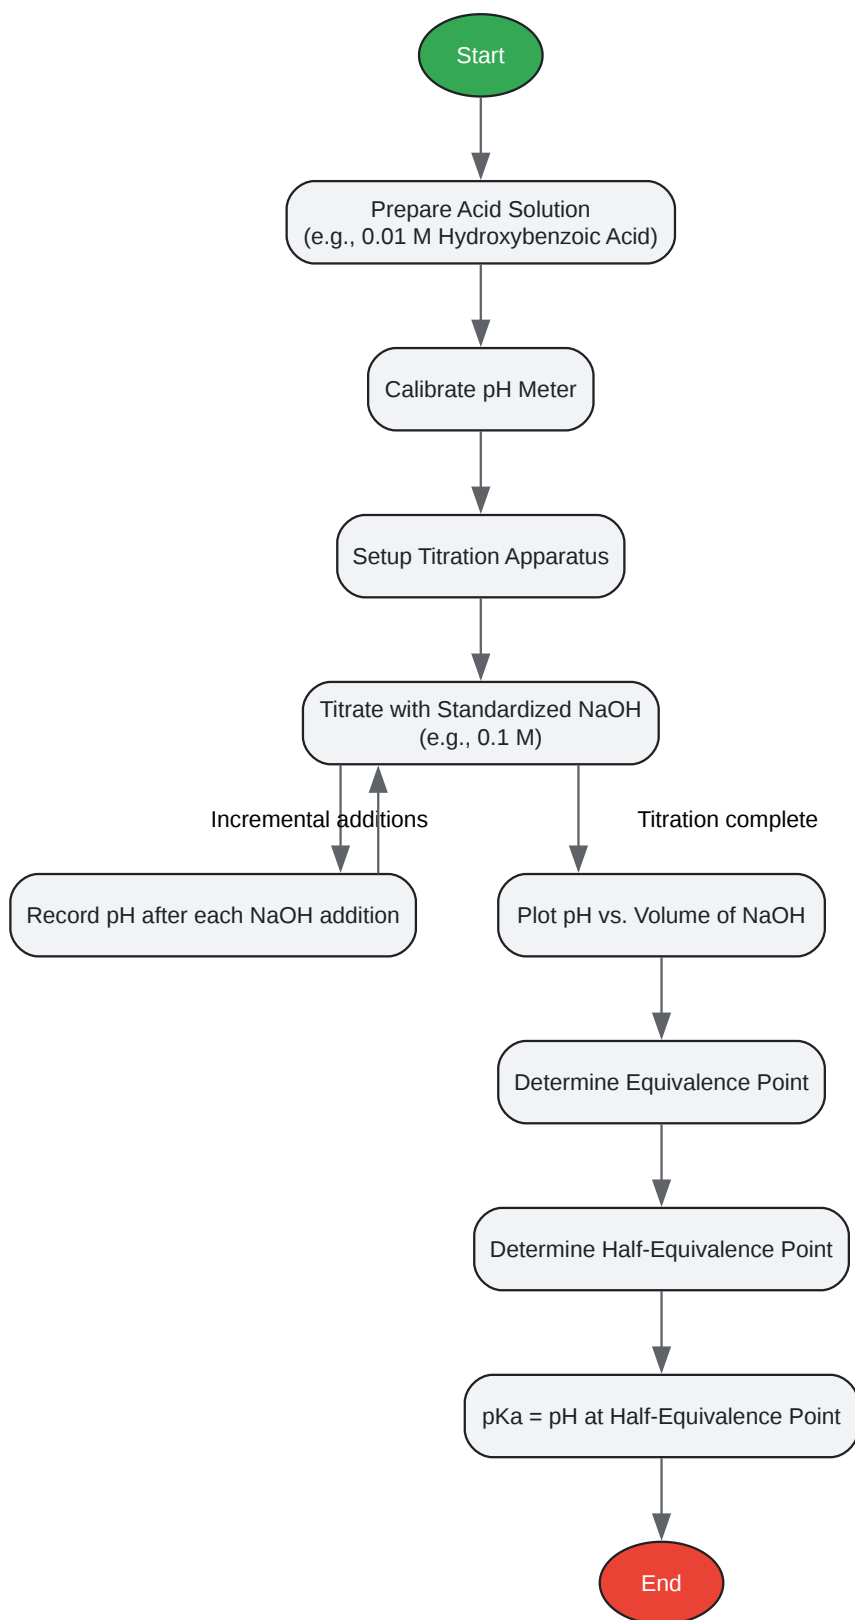 Start
Prepare Acid Solution
(e.g., 0.01 M Hydroxybenzoic Acid)
Calibrate pH Meter
Setup Titration Apparatus
Titrate with Standardized NaOH
(e.g., 0.1 M)
Incremental additions
Titration complete
Record pH after each NaOH addition
Plot pH vs. Volume of NaOH
Determine Equivalence Point
Determine Half-Equivalence Point
pKa = pH at Half-Equivalence Point
End